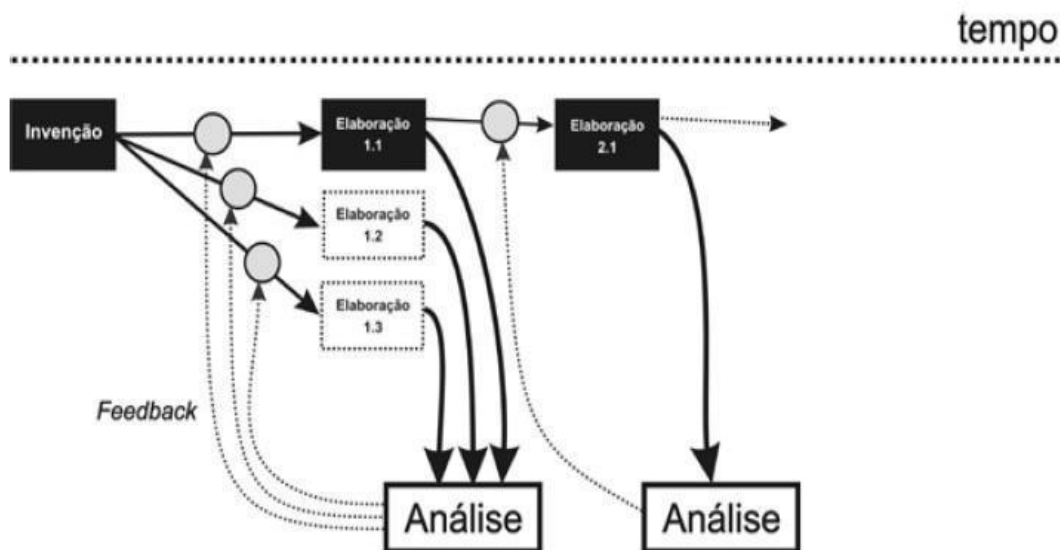 tempo
Invenção
Elaboração
1.1
Elaboração
2.1
Elaboração
1.2
Elaboração
1.3
Feedback
Análise
Análise